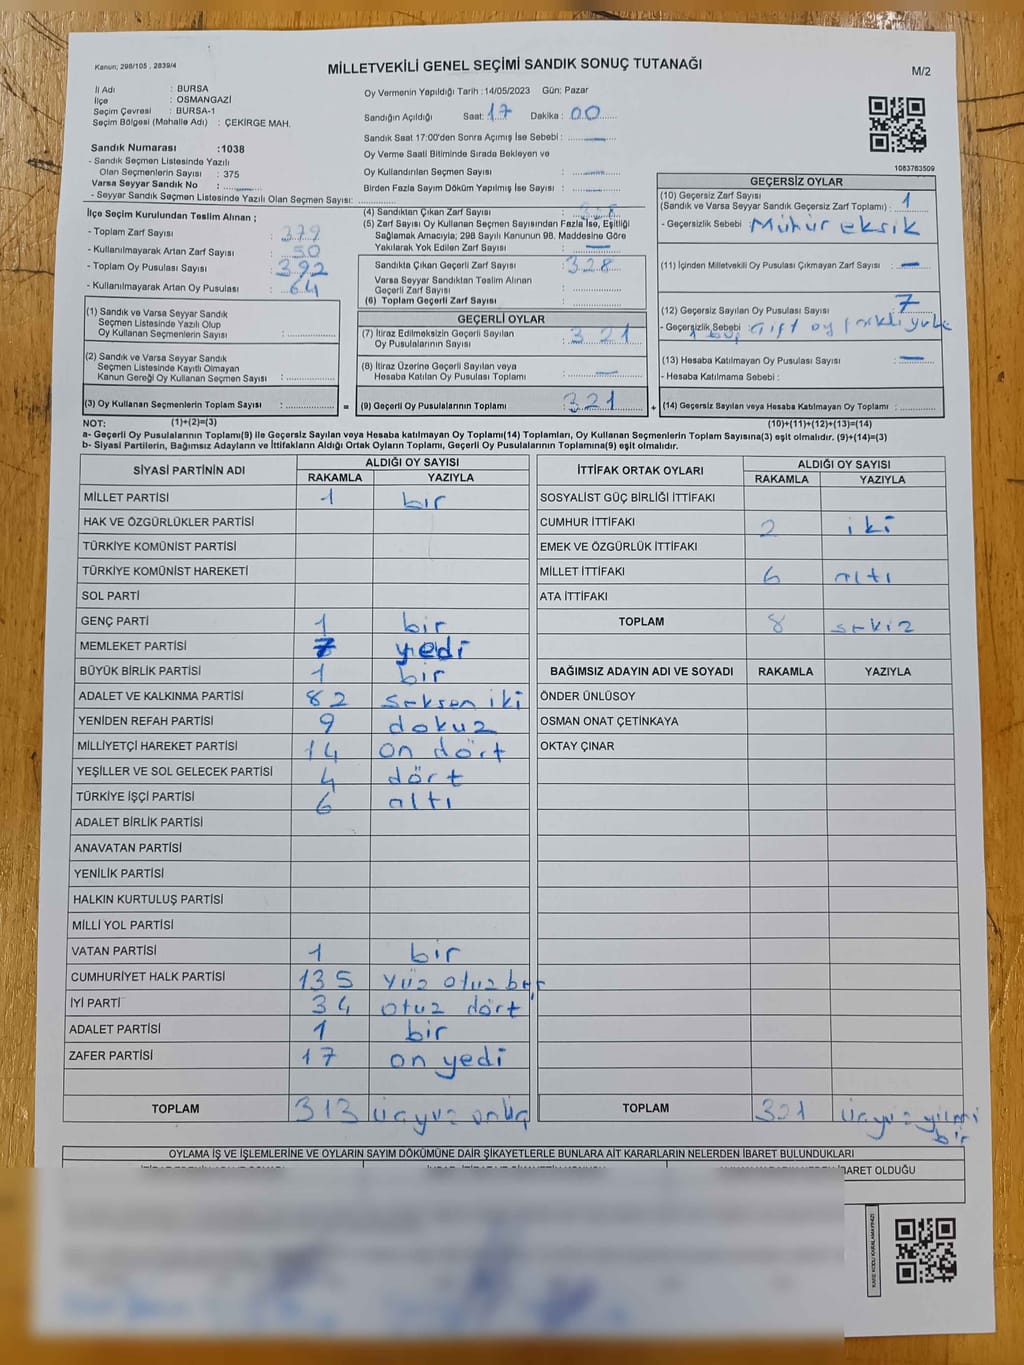 Kanun: 298/105 , 2839/4
MİLLETVEKİLİ GENEL SEÇİMİ SANDIK SONUÇ TUTANAĞI
M/2
İl Adı : BURSA
İlçe : OSMANGAZİ
Seçim Çevresi : BURSA-1
Seçim Bölgesi (Mahalle Adı) : ÇEKİRGE MAH.
Sandık Numarası :1038
- Sandık Seçmen Listesinde Yazılı
Olan Seçmenlerin Sayısı : 375
Varsa Seyyar Sandık No :
- Seyyar Sandık Seçmen Listesinde Yazılı Olan Seçmen Sayısı:
Oy Vermenin Yapıldığı Tarih :14/05/2023 Gün: Pazar
Sandığın Açıldığı Saat: 17 Dakika : 00
Sandık Saat 17:00'den Sonra Açımış İse Sebebi : —
Oy Verme Saati Bitiminde Sırada Bekleyen ve
Oy Kullandırılan Seçmen Sayısı : —
Birden Fazla Sayım Döküm Yapılmış İse Sayısı : —
1083763509
İlçe Seçim Kurulundan Teslim Alınan ;
- Toplam Zarf Sayısı : 379
- Kullanılmayarak Artan Zarf Sayısı : 50
- Toplam Oy Pusulası Sayısı : 392
- Kullanılmayarak Artan Oy Pusulası : 64
(4) Sandıktan Çıkan Zarf Sayısı : 328
(5) Zarf Sayısı Oy Kullanan Seçmen Sayısından Fazla İse, Eşitliği
Sağlamak Amacıyla; 298 Sayılı Kanunun 98. Maddesine Göre
Yakılarak Yok Edilen Zarf Sayısı : —
Sandıkta Çıkan Geçerli Zarf Sayısı : 328
Varsa Seyyar Sandıktan Teslim Alınan
Geçerli Zarf Sayısı :
(6) Toplam Geçerli Zarf Sayısı :
GEÇERSİZ OYLAR
(10) Geçersiz Zarf Sayısı
(Sandık ve Varsa Seyyar Sandık Geçersiz Zarf Toplamı) : 1
- Geçersizlik Sebebi : Mühür eksik
(11) İçinden Milletvekili Oy Pusulası Çıkmayan Zarf Sayısı : —
(12) Geçersiz Sayılan Oy Pusulası Sayısı : 7
- Geçersizlik Sebebi : çift oy
(13) Hesaba Katılmayan Oy Pusulası Sayısı : —
- Hesaba Katılmama Sebebi :
(14) Geçersiz Sayılan veya Hesaba Katılmayan Oy Toplamı :
(1) Sandık ve Varsa Seyyar Sandık
Seçmen Listesinde Yazılı Olup
Oy Kullanan Seçmenlerin Sayısı :
(2) Sandık ve Varsa Seyyar Sandık
Seçmen Listesinde Kayıtlı Olmayan
Kanun Gereği Oy Kullanan Seçmen Sayısı :
(3) Oy Kullanan Seçmenlerin Toplam Sayısı : =
GEÇERLİ OYLAR
(7) İtiraz Edilmeksizin Geçerli Sayılan
Oy Pusulalarının Sayısı : 321
(8) İtiraz Üzerine Geçerli Sayılan veya
Hesaba Katılan Oy Pusulası Toplamı : —
(9) Geçerli Oy Pusulalarının Toplamı : 321 +
NOT: (1)+(2)=(3) (10)+(11)+(12)+(13)=(14)
a- Geçerli Oy Pusulalarının Toplamı(9) ile Geçersiz Sayılan veya Hesaba katılmayan Oy Toplamı(14) Toplamları, Oy Kullanan Seçmenlerin Toplam Sayısına(3) eşit olmalıdır. (9)+(14)=(3)
b- Siyasi Partilerin, Bağımsız Adayların ve İttifakların Aldığı Ortak Oyların Toplamı, Geçerli Oy Pusulalarının Toplamına(9) eşit olmalıdır.
SİYASİ PARTİNİN ADI ALDIĞI OY SAYISI
RAKAMLA YAZIYLA
MİLLET PARTİSİ 1 bir
HAK VE ÖZGÜRLÜKLER PARTİSİ
TÜRKİYE KOMÜNİST PARTİSİ
TÜRKİYE KOMÜNİST HAREKETİ
SOL PARTİ
GENÇ PARTİ 1 bir
MEMLEKET PARTİSİ 7 yedi
BÜYÜK BİRLİK PARTİSİ 1 bir
ADALET VE KALKINMA PARTİSİ 82 seksen iki
YENİDEN REFAH PARTİSİ 9 dokuz
MİLLİYETÇİ HAREKET PARTİSİ 14 on dört
YEŞİLLER VE SOL GELECEK PARTİSİ 4 dört
TÜRKİYE İŞÇİ PARTİSİ 6 altı
ADALET BİRLİK PARTİSİ
ANAVATAN PARTİSİ
YENİLİK PARTİSİ
HALKIN KURTULUŞ PARTİSİ
MİLLİ YOL PARTİSİ
VATAN PARTİSİ 1 bir
CUMHURİYET HALK PARTİSİ 135 yüz otuz beş
İYİ PARTİ 34 otuz dört
ADALET PARTİSİ 1 bir
ZAFER PARTİSİ 17 on yedi
TOPLAM 313 üçyüz onüç
İTTİFAK ORTAK OYLARI ALDIĞI OY SAYISI
RAKAMLA YAZIYLA
SOSYALİST GÜÇ BİRLİĞİ İTTİFAKI
CUMHUR İTTİFAKI 2 iki
EMEK VE ÖZGÜRLÜK İTTİFAKI
MİLLET İTTİFAKI 6 altı
ATA İTTİFAKI
TOPLAM 8 sekiz
BAĞIMSIZ ADAYIN ADI VE SOYADI RAKAMLA YAZIYLA
ÖNDER ÜNLÜSOY
OSMAN ONAT ÇETİNKAYA
OKTAY ÇINAR
TOPLAM 321 üçyüz yirmi
bir
OYLAMA İŞ VE İŞLEMLERİNE VE OYLARIN SAYIM DÖKÜMÜNE DAİR ŞİKAYETLERLE BUNLARA AİT KARARLARIN NELERDEN İBARET BULUNDUKLARI
İBARET OLDUĞU
KARE KODU KARALAMAYINIZ!